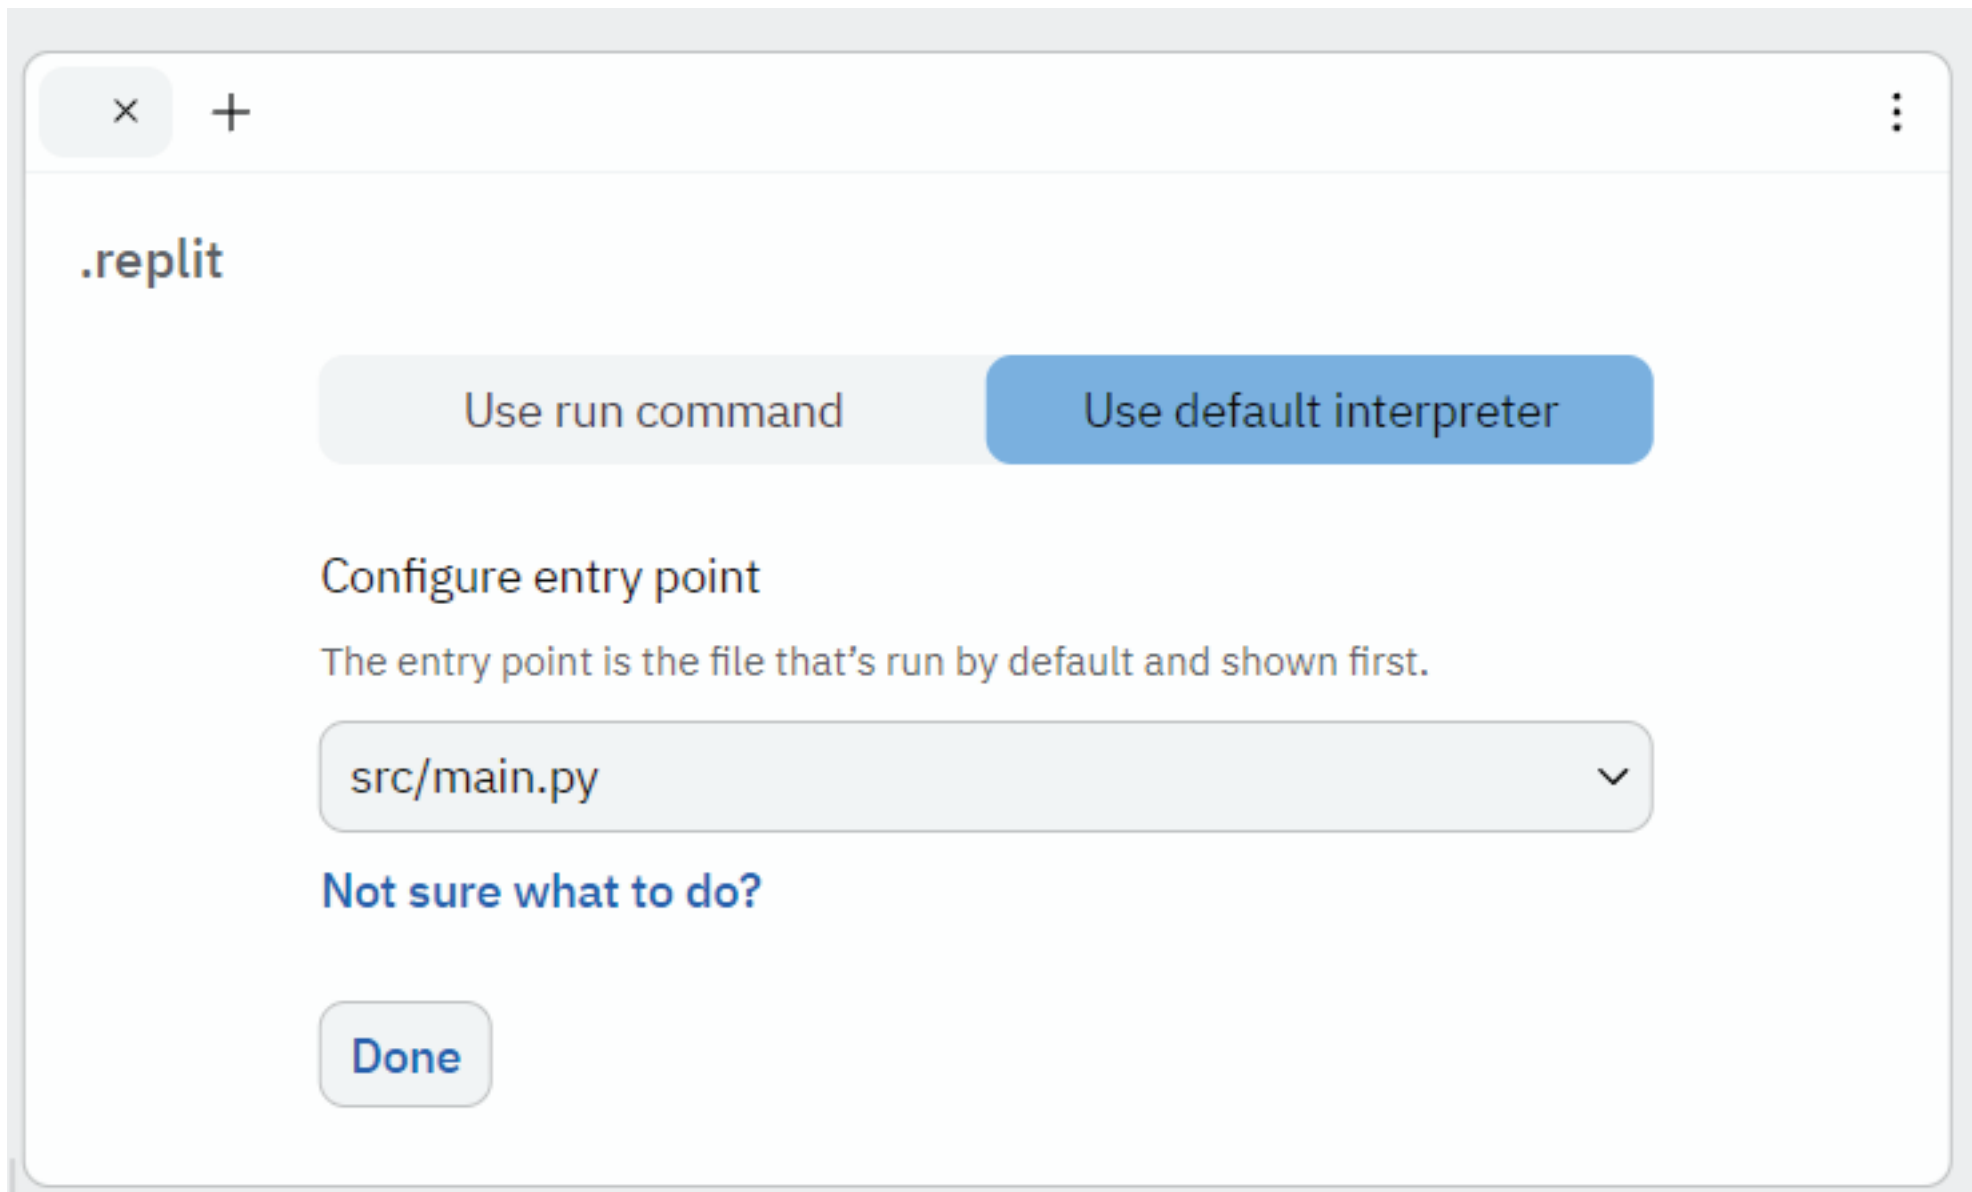 .replit
Use run command
Use default interpreter
Configure entry point
The entry point is the file that’s run by default and shown first.
src/main.py
Not sure what to do?
Done